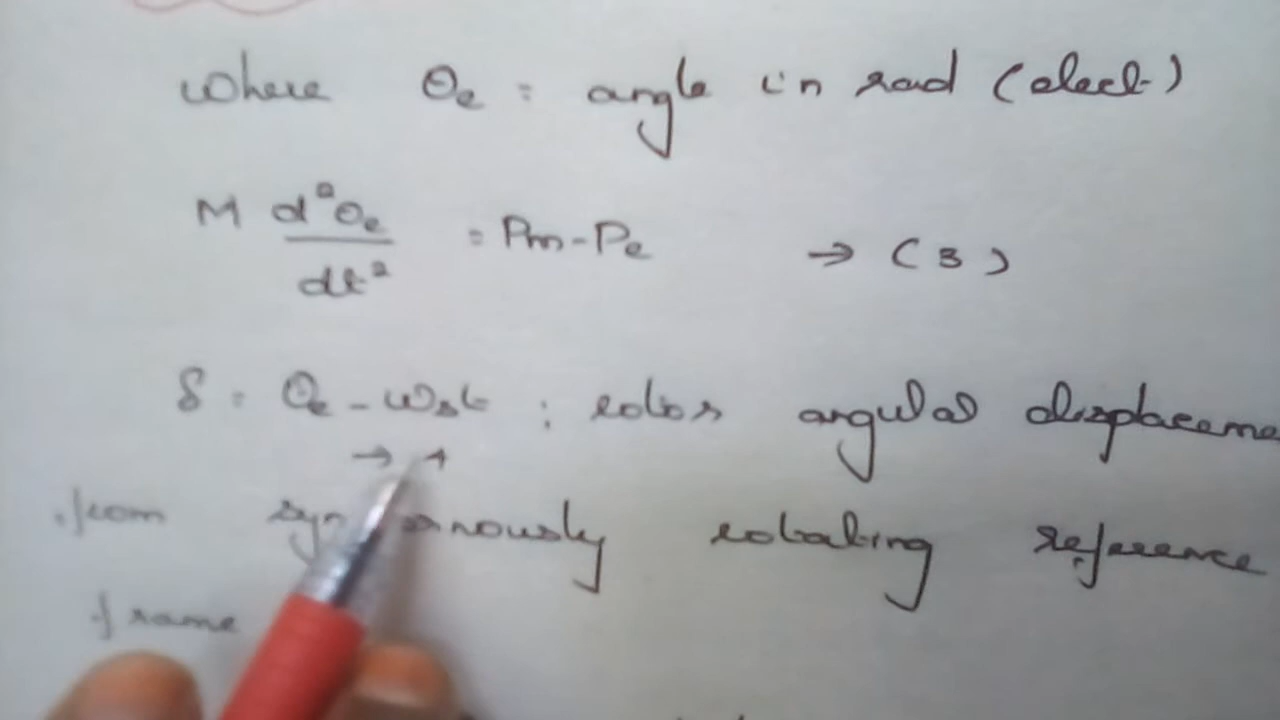 where θe = angle in rad (elect)
M d²θe/dt² = Pm-Pe → (3)
δ = θe - ωst ; rotor angular displaceme
from synchronously rotating reference
frame